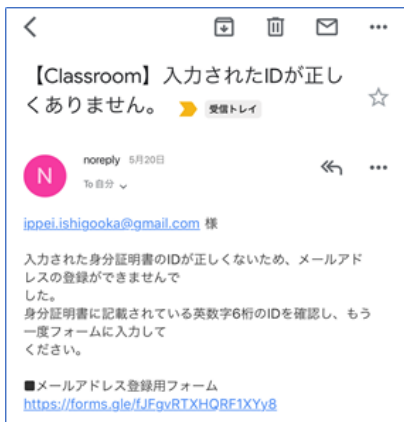 【Classroom】入力されたIDが正し
くありません。 受信トレイ
N
noreply 5月20日
To 自分
ippei.ishigooka@gmail.com 様
入力された身分証明書のIDが正しくないため、メールアド
レスの登録ができませんで
した。
身分証明書に記載されている英数字6桁のIDを確認し、もう
一度フォームに入力して
ください。
■メールアドレス登録用フォーム
https://forms.gle/fJFgvRTXHQRF1XYy8